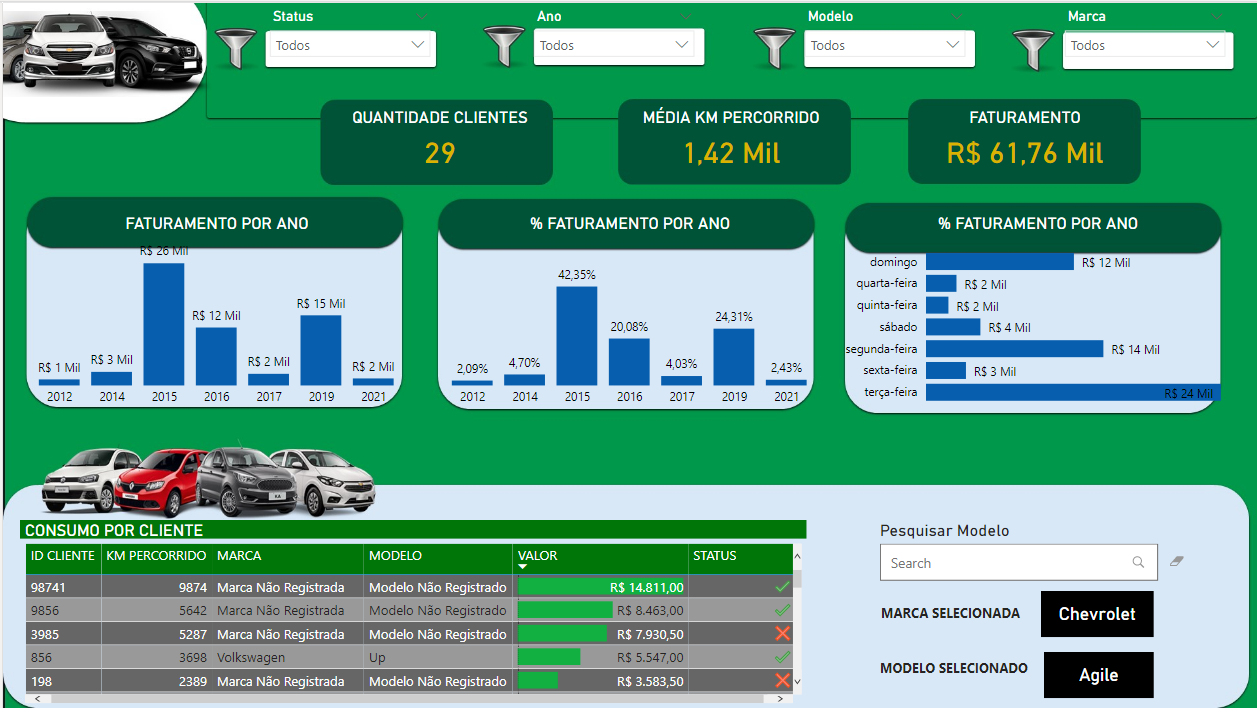 Status
Todos
Ano
Todos
Modelo
Todos
Marca
Todos
QUANTIDADE CLIENTES
29
MÉDIA KM PERCORRIDO
1,42 Mil
FATURAMENTO
R$ 61,76 Mil
FATURAMENTO POR ANO
R$ 1 Mil
R$ 3 Mil
R$ 26 Mil
R$ 12 Mil
R$ 2 Mil
R$ 15 Mil
R$ 2 Mil
2012 2014 2015 2016 2017 2019 2021
% FATURAMENTO POR ANO
2,09%
4,70%
42,35%
20,08%
4,03%
24,31%
2,43%
2012 2014 2015 2016 2017 2019 2021
% FATURAMENTO POR ANO
domingo R$ 12 Mil
quarta-feira R$ 2 Mil
quinta-feira R$ 2 Mil
sábado R$ 4 Mil
segunda-feira R$ 14 Mil
sexta-feira R$ 3 Mil
terça-feira R$ 24 Mil
CONSUMO POR CLIENTE
ID CLIENTE KM PERCORRIDO MARCA MODELO VALOR STATUS
98741 9874 Marca Não Registrada Modelo Não Registrado R$ 14.811,00
9856 5642 Marca Não Registrada Modelo Não Registrado R$ 8.463,00
3985 5287 Marca Não Registrada Modelo Não Registrado R$ 7.930,50
856 3698 Volkswagen Up R$ 5.547,00
198 2389 Marca Não Registrada Modelo Não Registrado R$ 3.583,50
Pesquisar Modelo
Search
MARCA SELECIONADA Chevrolet
MODELO SELECIONADO Agile